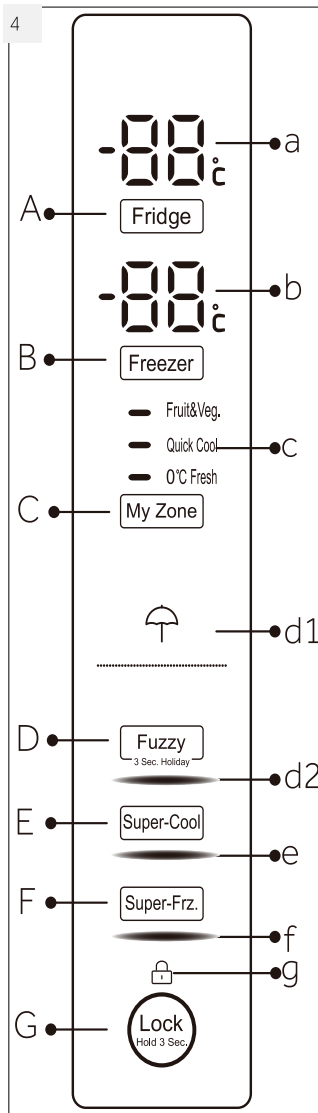 4
-88°C
a
A
Fridge
-88°C
b
B
Freezer
Fruit&Veg.
Quick Cool
c
0°C Fresh
C
My Zone
d1
D
Fuzzy
3 Sec. Holiday
d2
E
Super-Cool
e
F
Super-Frz.
f
g
G
Lock
Hold 3 Sec.